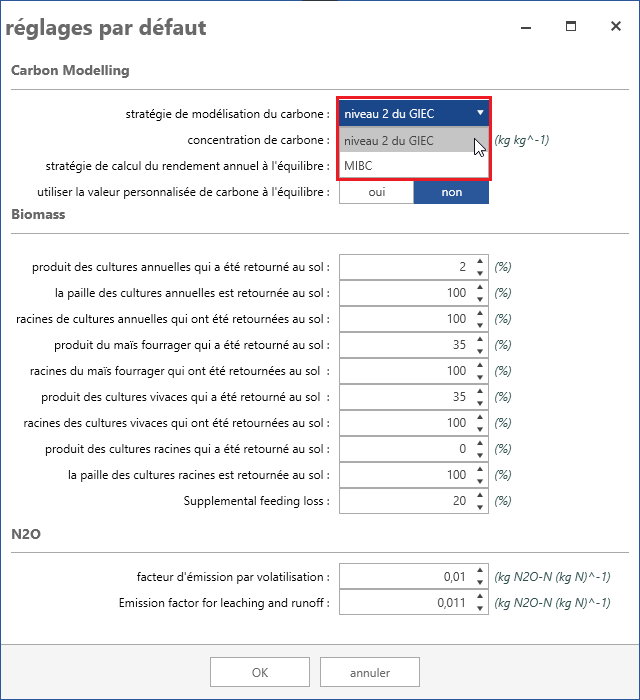 réglages par défaut
Carbon Modelling
stratégie de modélisation du carbone : niveau 2 du GIEC
concentration de carbone : niveau 2 du GIEC (kg kg^-1)
stratégie de calcul du rendement annuel à l'équilibre : MIBC
utiliser la valeur personnalisée de carbone à l'équilibre : oui non
Biomass
produit des cultures annuelles qui a été retourné au sol : 2 (%)
la paille des cultures annuelles est retournée au sol : 100 (%)
racines de cultures annuelles qui ont été retournées au sol : 100 (%)
produit du maïs fourrager qui a été retourné au sol : 35 (%)
racines du maïs fourrager qui ont été retournées au sol : 100 (%)
produit des cultures vivaces qui a été retourné au sol : 35 (%)
racines des cultures vivaces qui ont été retournées au sol : 100 (%)
produit des cultures racines qui a été retourné au sol : 0 (%)
la paille des cultures racines est retournée au sol : 100 (%)
Supplemental feeding loss : 20 (%)
N2O
facteur d'émission par volatilisation : 0,01 (kg N2O-N (kg N)^-1)
Emission factor for leaching and runoff : 0,011 (kg N2O-N (kg N)^-1)
OK annuler